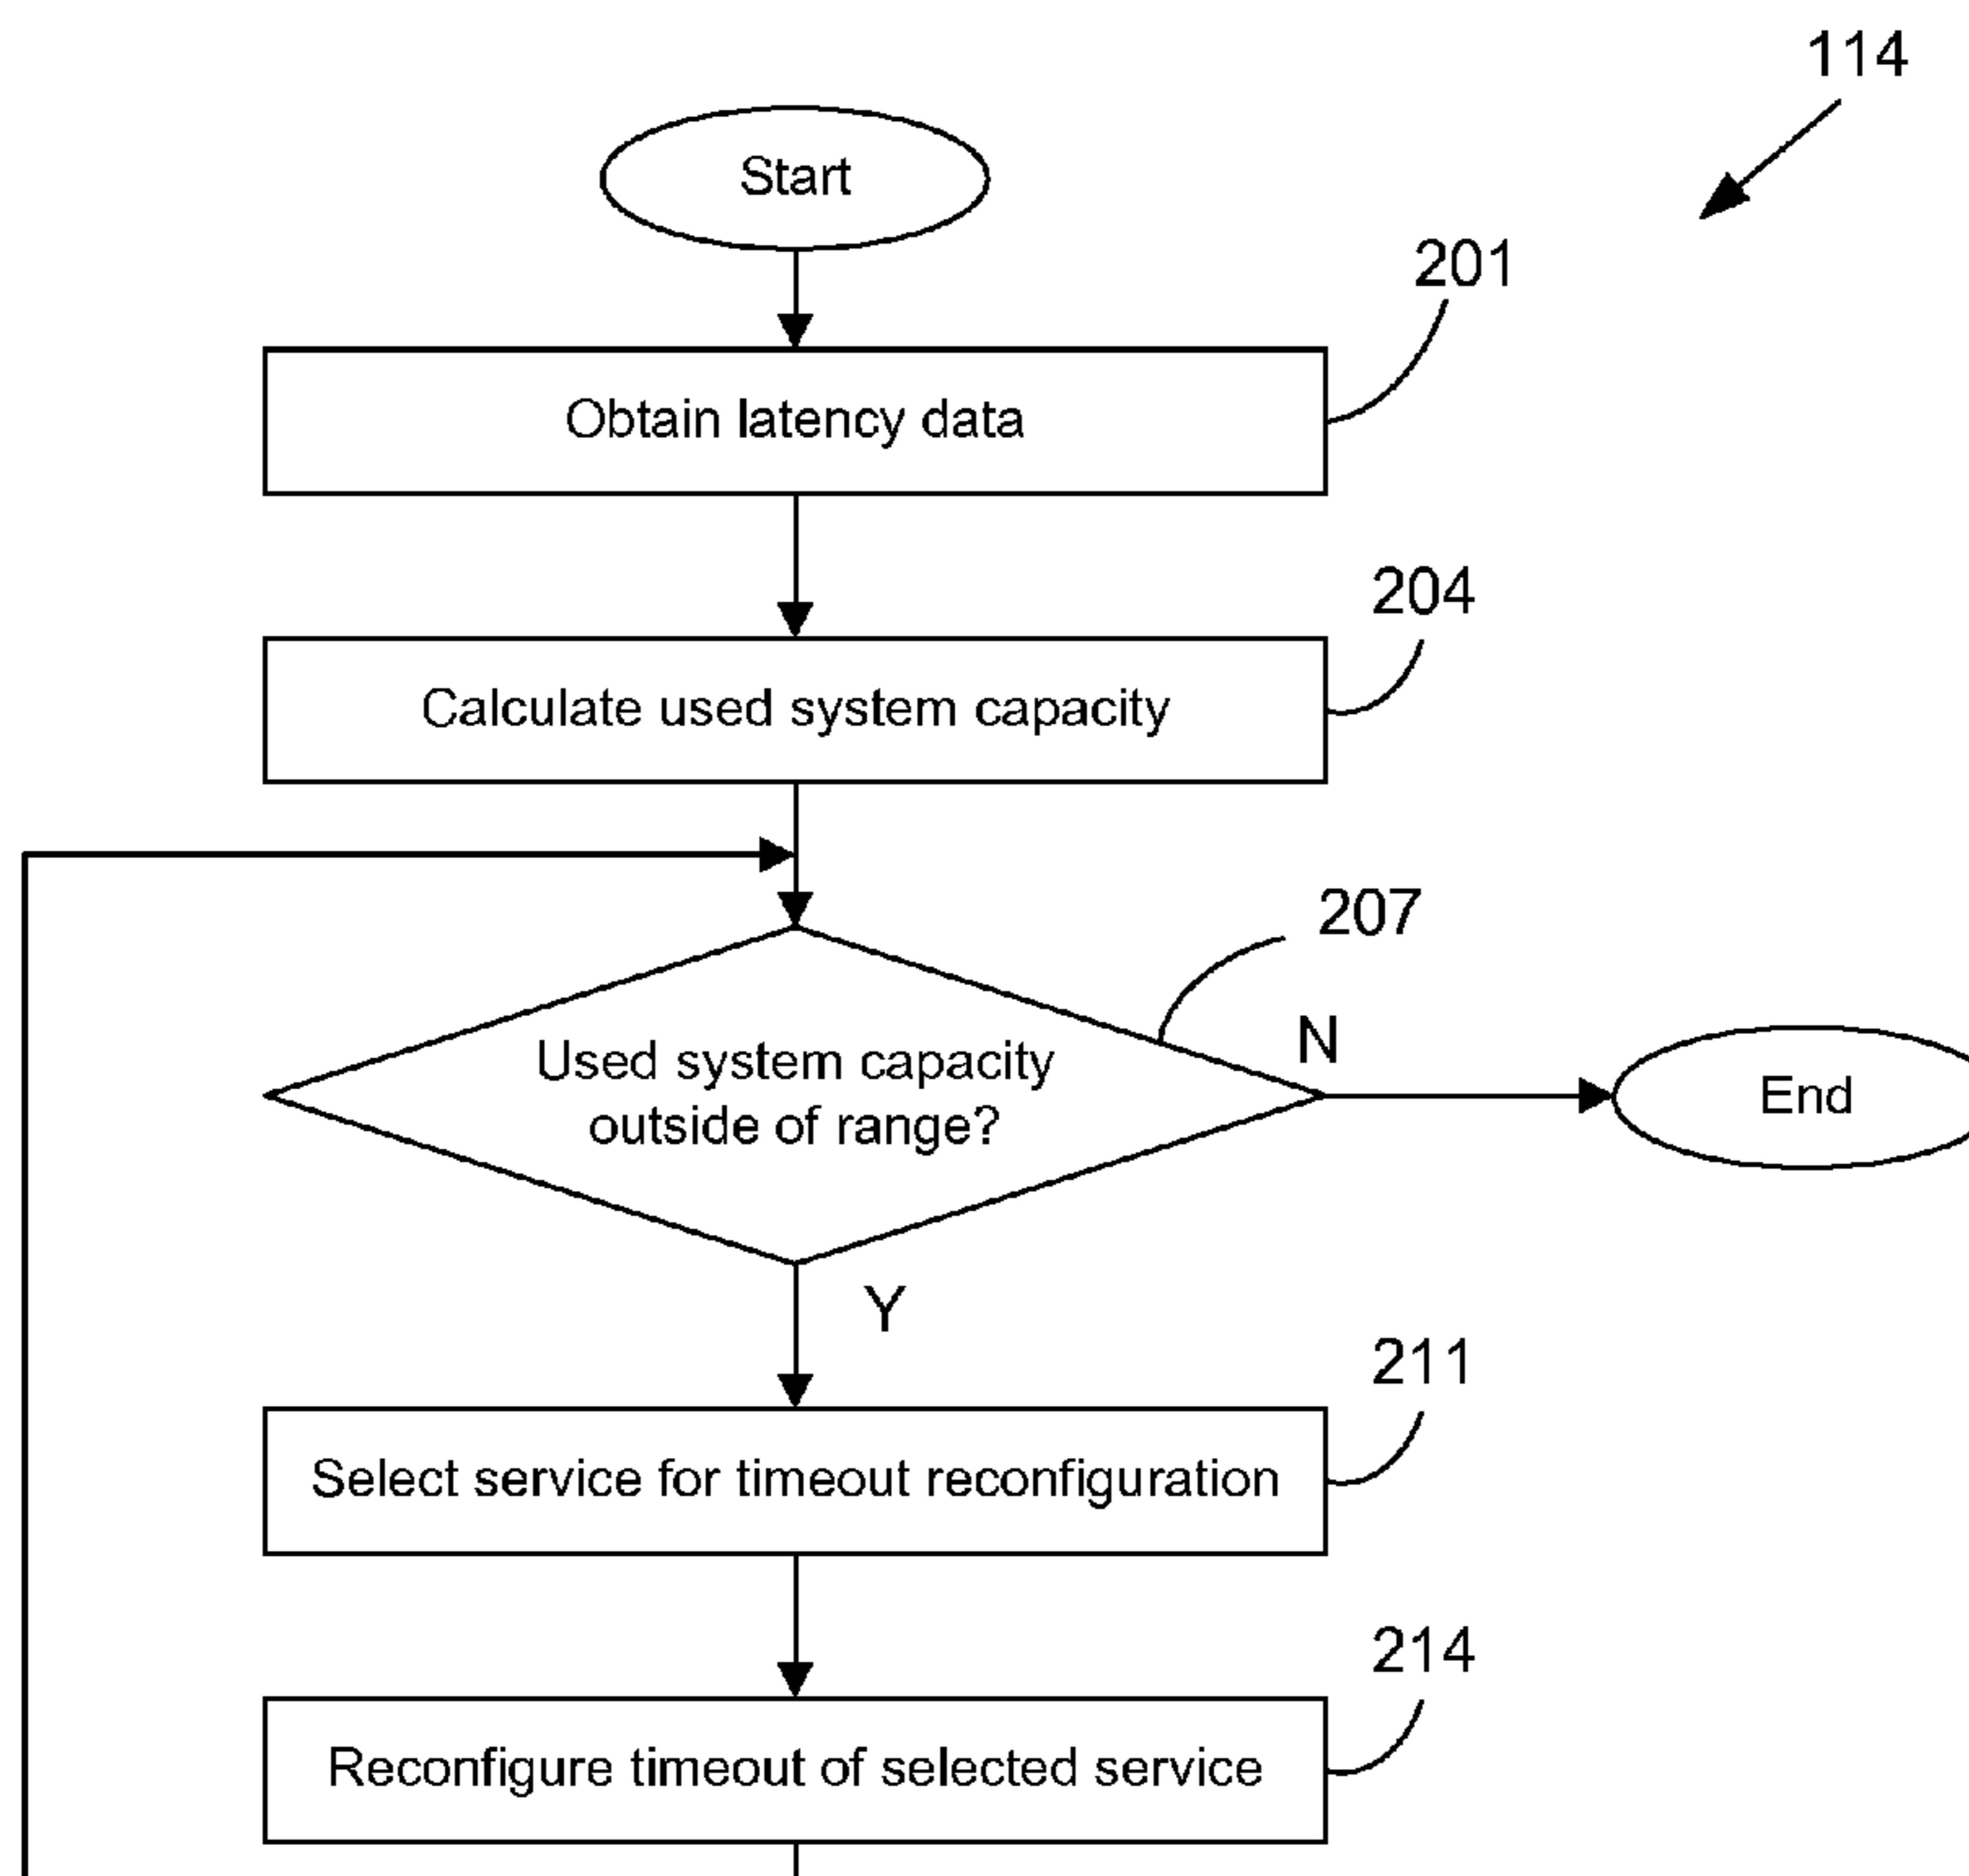 114
Start
201
Obtain latency data
204
Calculate used system capacity
207
Used system capacity
outside of range?
N
End
Y
211
Select service for timeout reconfiguration
214
Reconfigure timeout of selected service